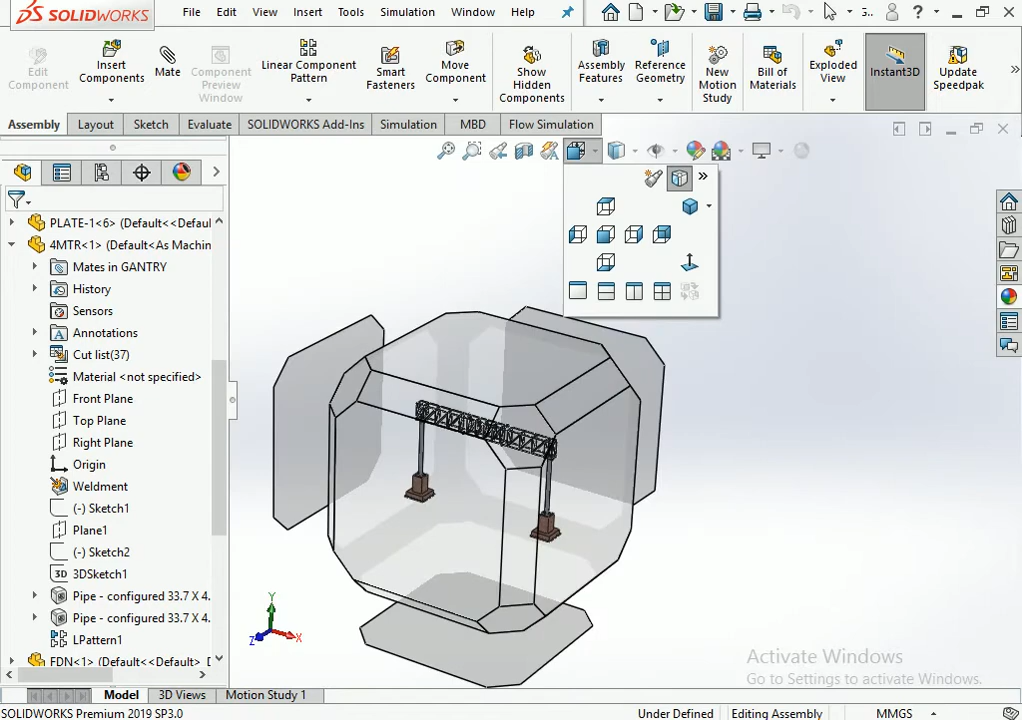 SOLIDWORKS File Edit View Insert Tools Simulation Window Help 3.. ?
Edit Component
Insert Components
Mate
Component Preview Window
Linear Component Pattern
Smart Fasteners
Move Component
Show Hidden Components
Assembly Features
Reference Geometry
New Motion Study
Bill of Materials
Exploded View
Instant3D
Update Speedpak
Assembly Layout Sketch Evaluate SOLIDWORKS Add-Ins Simulation MBD Flow Simulation
PLATE-1<6> (Default<<Defaul
4MTR<1> (Default<As Machin
Mates in GANTRY
History
Sensors
Annotations
Cut list(37)
Material <not specified>
Front Plane
Top Plane
Right Plane
Origin
Weldment
(-) Sketch1
Plane1
(-) Sketch2
3D 3DSketch1
Pipe - configured 33.7 X 4.
Pipe - configured 33.7 X 4.
LPattern1
FDN<1> (Default<<Default> D
Y
Z X
Activate Windows
Go to Settings to activate Windows.
Model 3D Views Motion Study 1
SOLIDWORKS Premium 2019 SP3.0 Under Defined Editing Assembly MMGS